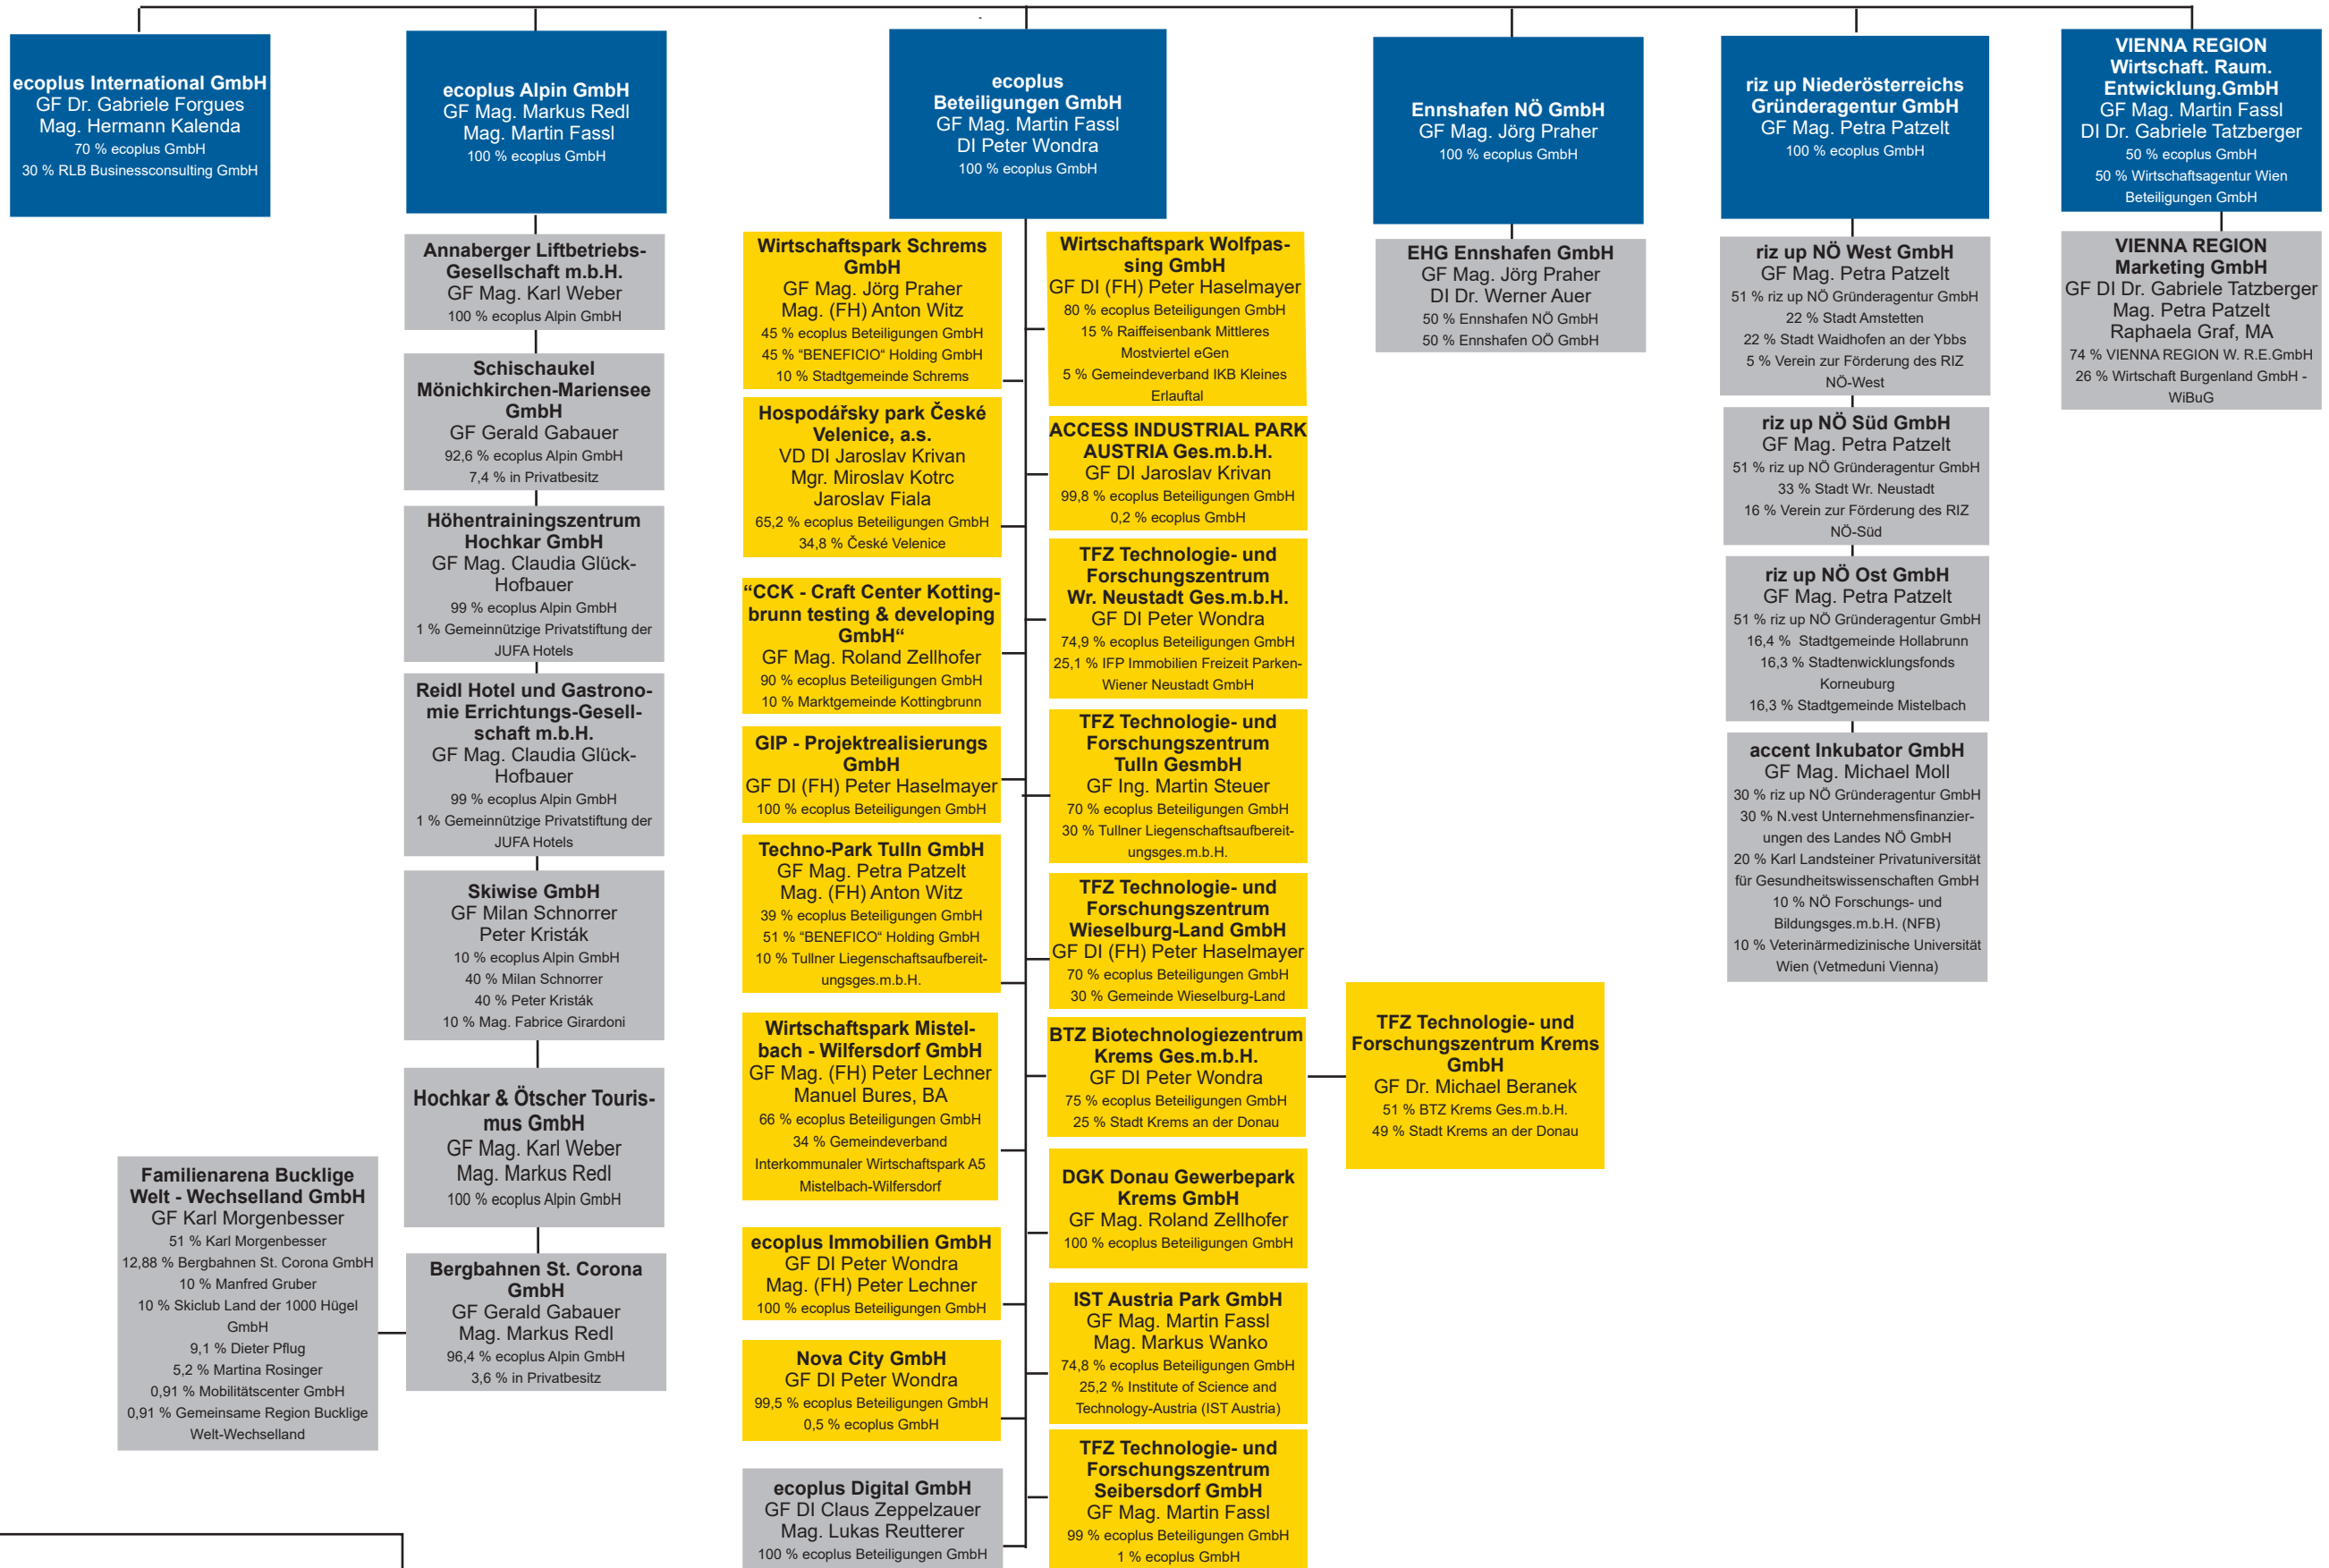 ecoplus International GmbH
GF Dr. Gabriele Forgues
Mag. Hermann Kalenda
70 % ecoplus GmbH
30 % RLB Businessconsulting GmbH
ecoplus Alpin GmbH
GF Mag. Markus Redl
Mag. Martin Fassl
100 % ecoplus GmbH
ecoplus
Beteiligungen GmbH
GF Mag. Martin Fassl
DI Peter Wondra
100 % ecoplus GmbH
Ennshafen NÖ GmbH
GF Mag. Jörg Praher
100 % ecoplus GmbH
riz up Niederösterreichs
Gründeragentur GmbH
GF Mag. Petra Patzelt
100 % ecoplus GmbH
VIENNA REGION
Wirtschaft. Raum.
Entwicklung.GmbH
GF Mag. Martin Fassl
DI Dr. Gabriele Tatzberger
50 % ecoplus GmbH
50 % Wirtschaftsagentur Wien
Beteiligungen GmbH
Annaberger Liftbetriebs-
Gesellschaft m.b.H.
GF Mag. Karl Weber
100 % ecoplus Alpin GmbH
Schischaukel
Mönichkirchen-Mariensee
GmbH
GF Gerald Gabauer
92,6 % ecoplus Alpin GmbH
7,4 % in Privatbesitz
Höhentrainingszentrum
Hochkar GmbH
GF Mag. Claudia Glück-
Hofbauer
99 % ecoplus Alpin GmbH
1 % Gemeinnützige Privatstiftung der
JUFA Hotels
Reidl Hotel und Gastrono-
mie Errichtungs-Gesell-
schaft m.b.H.
GF Mag. Claudia Glück-
Hofbauer
99 % ecoplus Alpin GmbH
1 % Gemeinnützige Privatstiftung der
JUFA Hotels
Skiwise GmbH
GF Milan Schnorrer
Peter Kristák
10 % ecoplus Alpin GmbH
40 % Milan Schnorrer
40 % Peter Kristák
10 % Mag. Fabrice Girardoni
Hochkar & Ötscher Touris-
mus GmbH
GF Mag. Karl Weber
Mag. Markus Redl
100 % ecoplus Alpin GmbH
Bergbahnen St. Corona
GmbH
GF Gerald Gabauer
Mag. Markus Redl
96,4 % ecoplus Alpin GmbH
3,6 % in Privatbesitz
Familienarena Bucklige
Welt - Wechselland GmbH
GF Karl Morgenbesser
51 % Karl Morgenbesser
12,88 % Bergbahnen St. Corona GmbH
10 % Manfred Gruber
10 % Skiclub Land der 1000 Hügel
GmbH
9,1 % Dieter Pflug
5,2 % Martina Rosinger
0,91 % Mobilitätscenter GmbH
0,91 % Gemeinsame Region Bucklige
Welt-Wechselland
Wirtschaftspark Schrems
GmbH
GF Mag. Jörg Praher
Mag. (FH) Anton Witz
45 % ecoplus Beteiligungen GmbH
45 % “BENEFICIO“ Holding GmbH
10 % Stadtgemeinde Schrems
Hospodářsky park České
Velenice, a.s.
VD DI Jaroslav Krivan
Mgr. Miroslav Kotrc
Jaroslav Fiala
65,2 % ecoplus Beteiligungen GmbH
34,8 % České Velenice
“CCK - Craft Center Kotting-
brunn testing & developing
GmbH“
GF Mag. Roland Zellhofer
90 % ecoplus Beteiligungen GmbH
10 % Marktgemeinde Kottingbrunn
GIP - Projektrealisierungs
GmbH
GF DI (FH) Peter Haselmayer
100 % ecoplus Beteiligungen GmbH
Techno-Park Tulln GmbH
GF Mag. Petra Patzelt
Mag. (FH) Anton Witz
39 % ecoplus Beteiligungen GmbH
51 % “BENEFICO“ Holding GmbH
10 % Tullner Liegenschaftsaufbereit-
ungsges.m.b.H.
Wirtschaftspark Mistel-
bach - Wilfersdorf GmbH
GF Mag. (FH) Peter Lechner
Manuel Bures, BA
66 % ecoplus Beteiligungen GmbH
34 % Gemeindeverband
Interkommunaler Wirtschaftspark A5
Mistelbach-Wilfersdorf
ecoplus Immobilien GmbH
GF DI Peter Wondra
Mag. (FH) Peter Lechner
100 % ecoplus Beteiligungen GmbH
Nova City GmbH
GF DI Peter Wondra
99,5 % ecoplus Beteiligungen GmbH
0,5 % ecoplus GmbH
ecoplus Digital GmbH
GF DI Claus Zeppelzauer
Mag. Lukas Reutterer
100 % ecoplus Beteiligungen GmbH
Wirtschaftspark Wolfpas-
sing GmbH
GF DI (FH) Peter Haselmayer
80 % ecoplus Beteiligungen GmbH
15 % Raiffeisenbank Mittleres
Mostviertel eGen
5 % Gemeindeverband IKB Kleines
Erlauftal
ACCESS INDUSTRIAL PARK
AUSTRIA Ges.m.b.H.
GF DI Jaroslav Krivan
99,8 % ecoplus Beteiligungen GmbH
0,2 % ecoplus GmbH
TFZ Technologie- und
Forschungszentrum
Wr. Neustadt Ges.m.b.H.
GF DI Peter Wondra
74,9 % ecoplus Beteiligungen GmbH
25,1 % IFP Immobilien Freizeit Parken-
Wiener Neustadt GmbH
TFZ Technologie- und
Forschungszentrum
Tulln GesmbH
GF Ing. Martin Steuer
70 % ecoplus Beteiligungen GmbH
30 % Tullner Liegenschaftsaufbereit-
ungsges.m.b.H.
TFZ Technologie- und
Forschungszentrum
Wieselburg-Land GmbH
GF DI (FH) Peter Haselmayer
70 % ecoplus Beteiligungen GmbH
30 % Gemeinde Wieselburg-Land
BTZ Biotechnologiezentrum
Krems Ges.m.b.H.
GF DI Peter Wondra
75 % ecoplus Beteiligungen GmbH
25 % Stadt Krems an der Donau
TFZ Technologie- und
Forschungszentrum Krems
GmbH
GF Dr. Michael Beranek
51 % BTZ Krems Ges.m.b.H.
49 % Stadt Krems an der Donau
DGK Donau Gewerbepark
Krems GmbH
GF Mag. Roland Zellhofer
100 % ecoplus Beteiligungen GmbH
IST Austria Park GmbH
GF Mag. Martin Fassl
Mag. Markus Wanko
74,8 % ecoplus Beteiligungen GmbH
25,2 % Institute of Science and
Technology-Austria (IST Austria)
TFZ Technologie- und
Forschungszentrum
Seibersdorf GmbH
GF Mag. Martin Fassl
99 % ecoplus Beteiligungen GmbH
1 % ecoplus GmbH
EHG Ennshafen GmbH
GF Mag. Jörg Praher
DI Dr. Werner Auer
50 % Ennshafen NÖ GmbH
50 % Ennshafen OÖ GmbH
riz up NÖ West GmbH
GF Mag. Petra Patzelt
51 % riz up NÖ Gründeragentur GmbH
22 % Stadt Amstetten
22 % Stadt Waidhofen an der Ybbs
5 % Verein zur Förderung des RIZ
NÖ-West
riz up NÖ Süd GmbH
GF Mag. Petra Patzelt
51 % riz up NÖ Gründeragentur GmbH
33 % Stadt Wr. Neustadt
16 % Verein zur Förderung des RIZ
NÖ-Süd
riz up NÖ Ost GmbH
GF Mag. Petra Patzelt
51 % riz up NÖ Gründeragentur GmbH
16,4 % Stadtgemeinde Hollabrunn
16,3 % Stadtenwicklungsfonds
Korneuburg
16,3 % Stadtgemeinde Mistelbach
accent Inkubator GmbH
GF Mag. Michael Moll
30 % riz up NÖ Gründeragentur GmbH
30 % N.vest Unternehmensfinanzier-
ungen des Landes NÖ GmbH
20 % Karl Landsteiner Privatuniversität
für Gesundheitswissenschaften GmbH
10 % NÖ Forschungs- und
Bildungsges.m.b.H. (NFB)
10 % Veterinärmedizinische Universität
Wien (Vetmeduni Vienna)
VIENNA REGION
Marketing GmbH
GF DI Dr. Gabriele Tatzberger
Mag. Petra Patzelt
Raphaela Graf, MA
74 % VIENNA REGION W. R.E.GmbH
26 % Wirtschaft Burgenland GmbH -
WiBuG